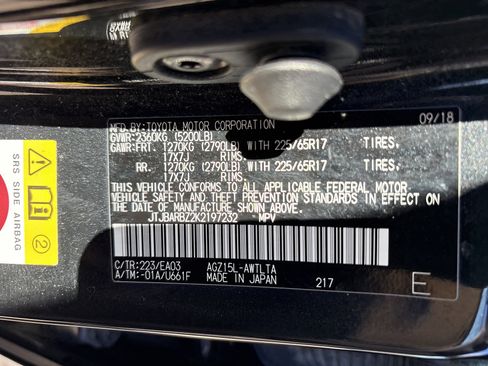 MFD.BY:TOYOTA MOTOR CORPORATION 09/18
GVWR:2360KG (5200LB)
GAWR:FRT. 1270KG (2790LB) WITH 225/65R17 TIRES.
17X7J RIMS.
RR. 1270KG (2790LB) WITH 225/65R17 TIRES.
17X7J RIMS.
THIS VEHICLE CONFORMS TO ALL APPLICABLE FEDERAL MOTOR
VEHICLE SAFETY AND THEFT PREVENTION STANDARDS IN EFFECT ON
THE DATE OF MANUFACTURE SHOWN ABOVE.
JTJBARBZ2K2197232 MPV
C/TR:223/EA03 AGZ15L-AWTLTA
A/TM:-01A/U661F MADE IN JAPAN 217 E
SRS SIDE AIRBAG
2